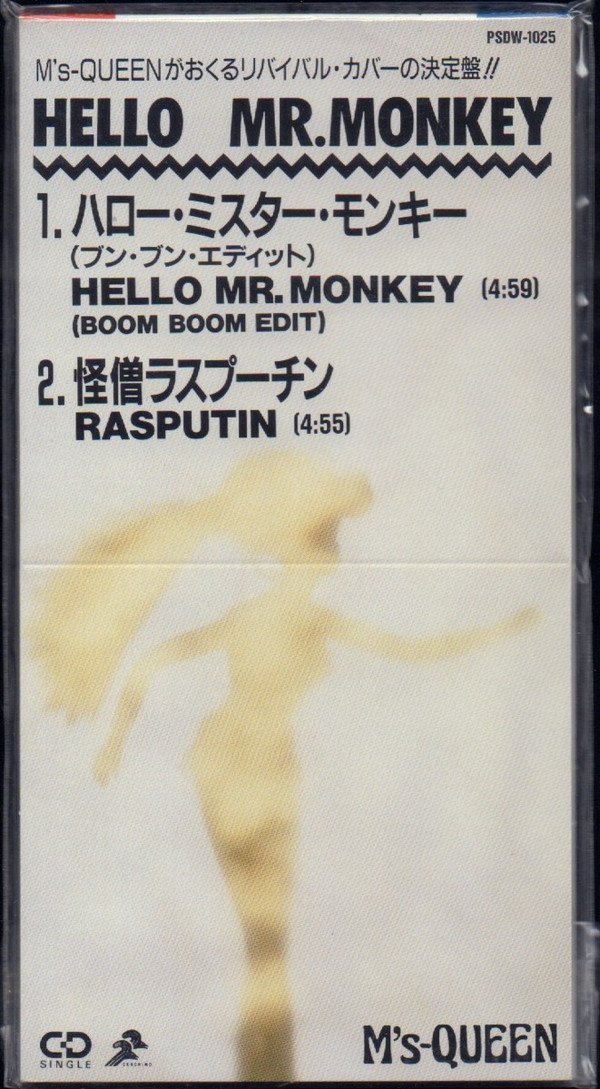 PSDW-1025
M's-QUEENがおくるリバイバル・カバーの決定盤!!
HELLO MR.MONKEY
1. ハロー・ミスター・モンキー
(ブン・ブン・エディット)
HELLO MR. MONKEY (4:59)
(BOOM BOOM EDIT)
2. 怪僧ラスプーチン
RASPUTIN (4:55)
CD
SINGLE
M's-QUEEN